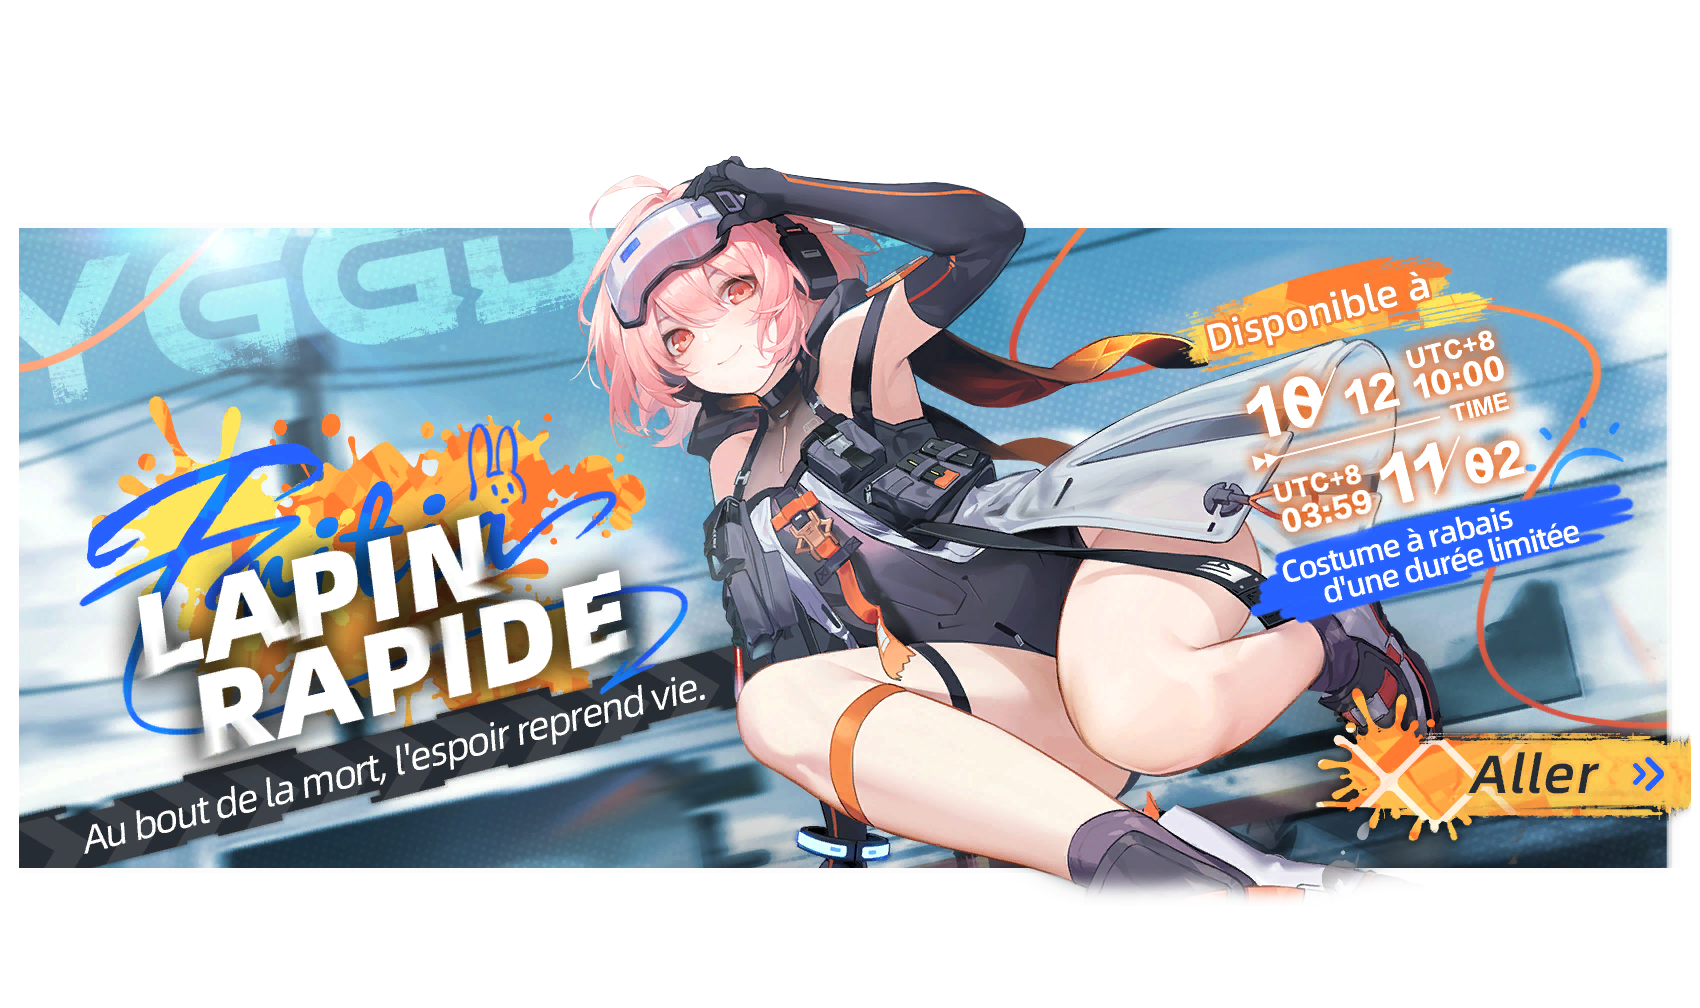 YGGD
LAPIN
RAPIDE
Au bout de la mort, l'espoir reprend vie.
Disponible à
10/12 UTC+8 10:00
TIME
UTC+8 03:59 11/02
Costume à rabais
d'une durée limitée
Aller